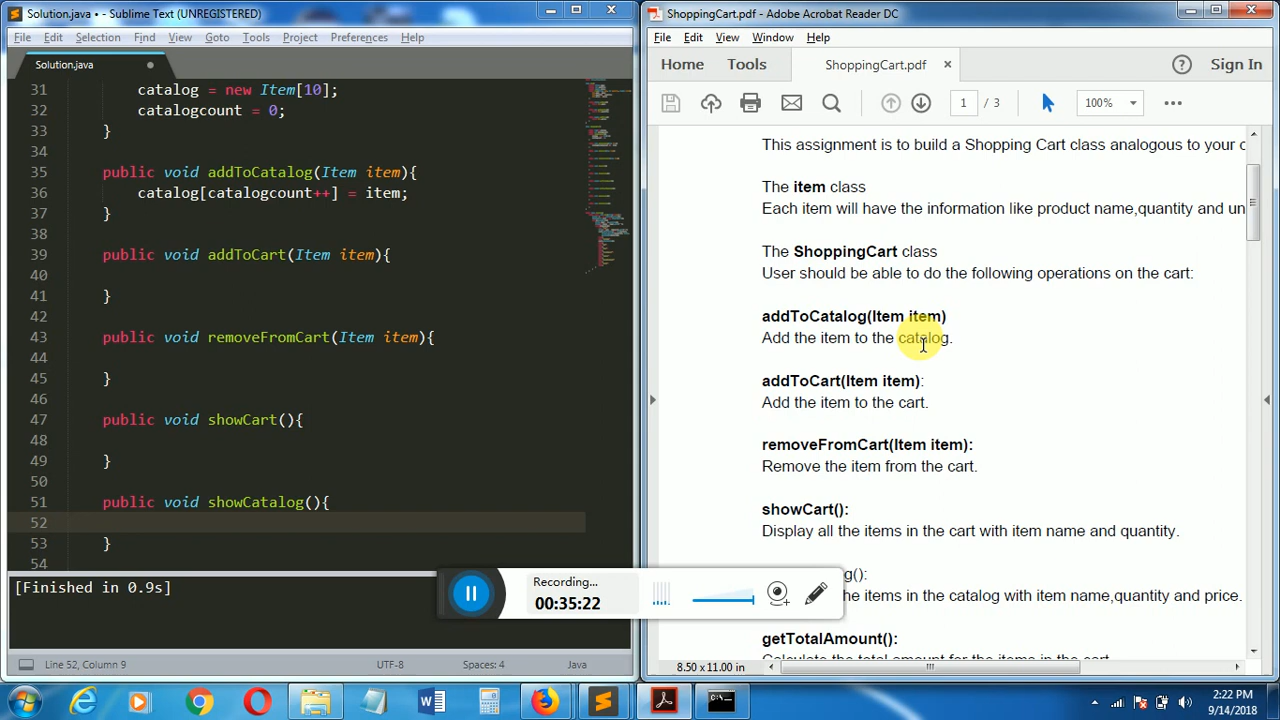 Solution.java • - Sublime Text (UNREGISTERED)
File Edit Selection Find View Goto Tools Project Preferences Help
Solution.java
31 catalog = new Item[10];
32 catalogcount = 0;
33 }
34
35 public void addToCatalog(Item item){
36 catalog[catalogcount++] = item;
37 }
38
39 public void addToCart(Item item){
40
41 }
42
43 public void removeFromCart(Item item){
44
45 }
46
47 public void showCart(){
48
49 }
50
51 public void showCatalog(){
52
53 }
54
[Finished in 0.9s]
Line 52, Column 9 UTF-8 Spaces: 4 Java
Recording...
00:35:22
ShoppingCart.pdf - Adobe Acrobat Reader DC
File Edit View Window Help
Home Tools ShoppingCart.pdf × Sign In
1 / 3 100%
This assignment is to build a Shopping Cart class analogous to your
The item class
Each item will have the information like product name,quantity and
The ShoppingCart class
User should be able to do the following operations on the cart:
addToCatalog(Item item)
Add the item to the catalog.
addToCart(Item item):
Add the item to the cart.
removeFromCart(Item item):
Remove the item from the cart.
showCart():
Display all the items in the cart with item name and quantity.
g():
the items in the catalog with item name,quantity and price.
getTotalAmount():
Calculate the total amount for the items in the cart
8.50 x 11.00 in
2:22 PM
9/14/2018